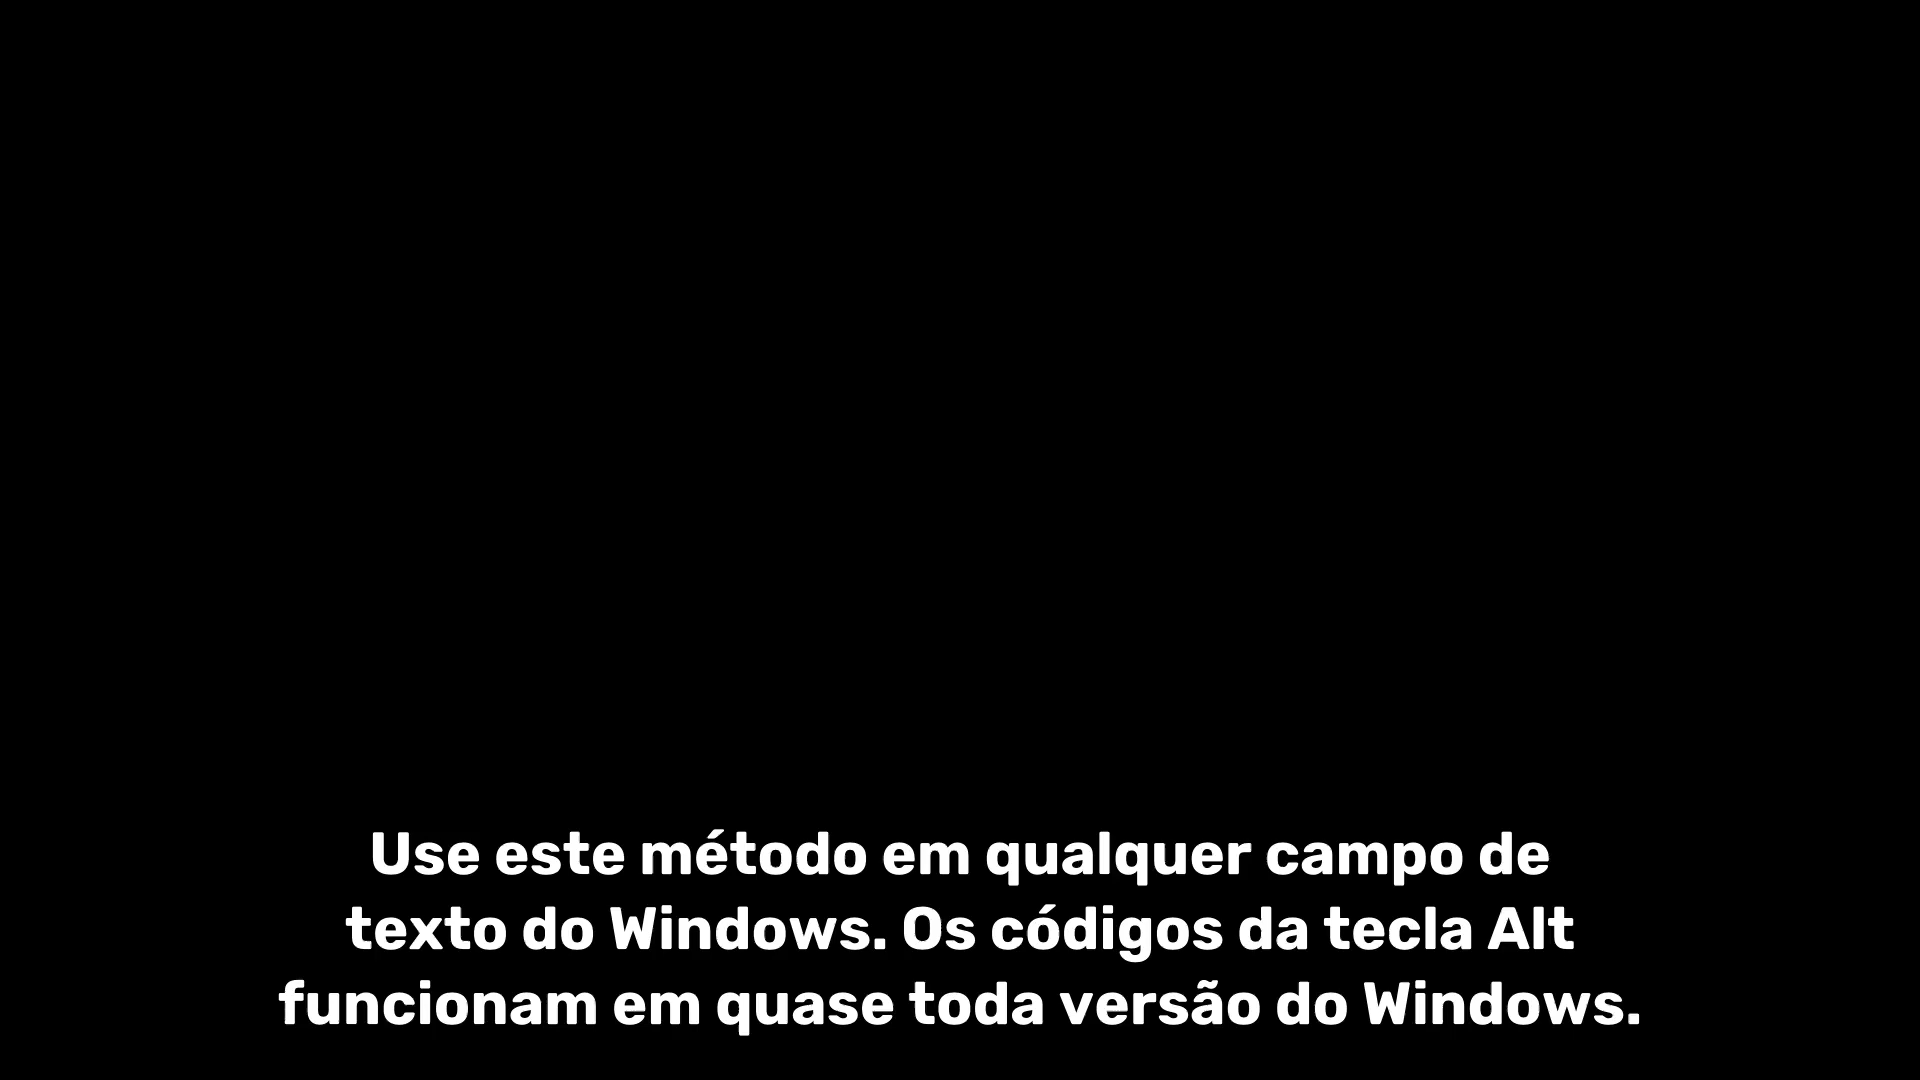 Use este método em qualquer campo de
texto do Windows. Os códigos da tecla Alt
funcionam em quase toda versão do Windows.